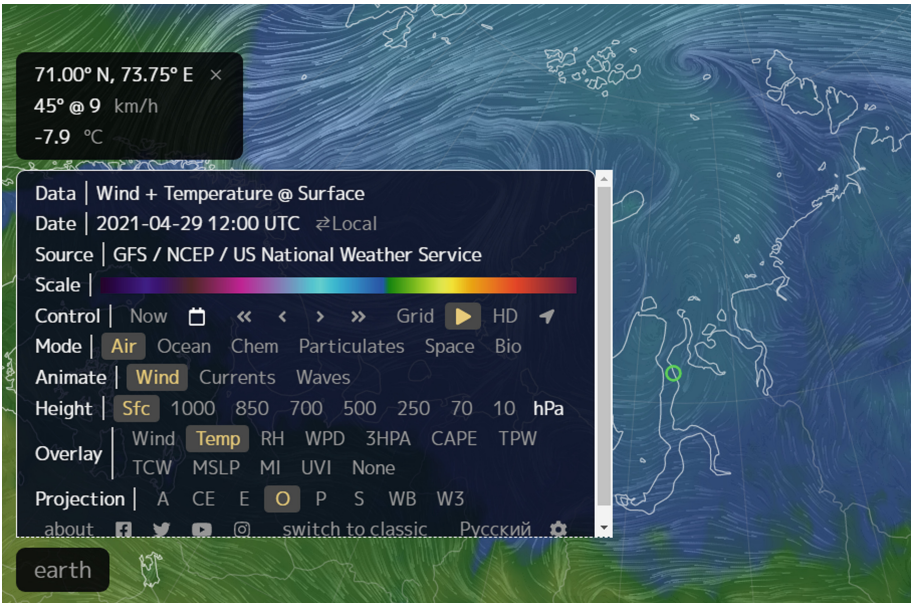 71.00° N, 73.75° E ×
45° @ 9 km/h
-7.9 °C
Data | Wind + Temperature @ Surface
Date | 2021-04-29 12:00 UTC ⇄Local
Source | GFS / NCEP / US National Weather Service
Scale |
Control | Now « ‹ › » Grid HD
Mode | Air Ocean Chem Particulates Space Bio
Animate | Wind Currents Waves
Height | Sfc 1000 850 700 500 250 70 10 hPa
Overlay | Wind Temp RH WPD 3HPA CAPE TPW
TCW MSLP MI UVI None
Projection | A CE E O P S WB W3
about switch to classic Русский
earth